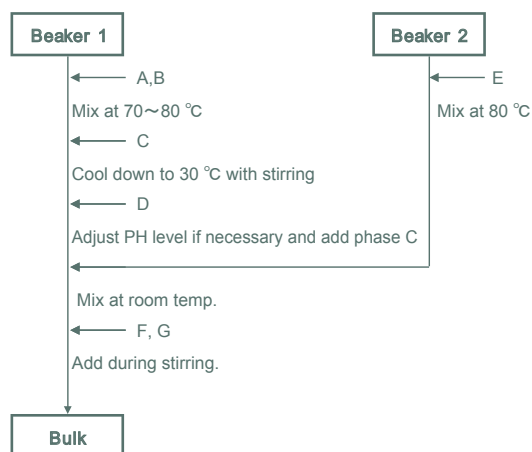 Beaker 1
Beaker 2
A,B
E
Mix at 70～80 ℃
Mix at 80 ℃
C
Cool down to 30 ℃ with stirring
D
Adjust PH level if necessary and add phase C
Mix at room temp.
F, G
Add during stirring.
Bulk